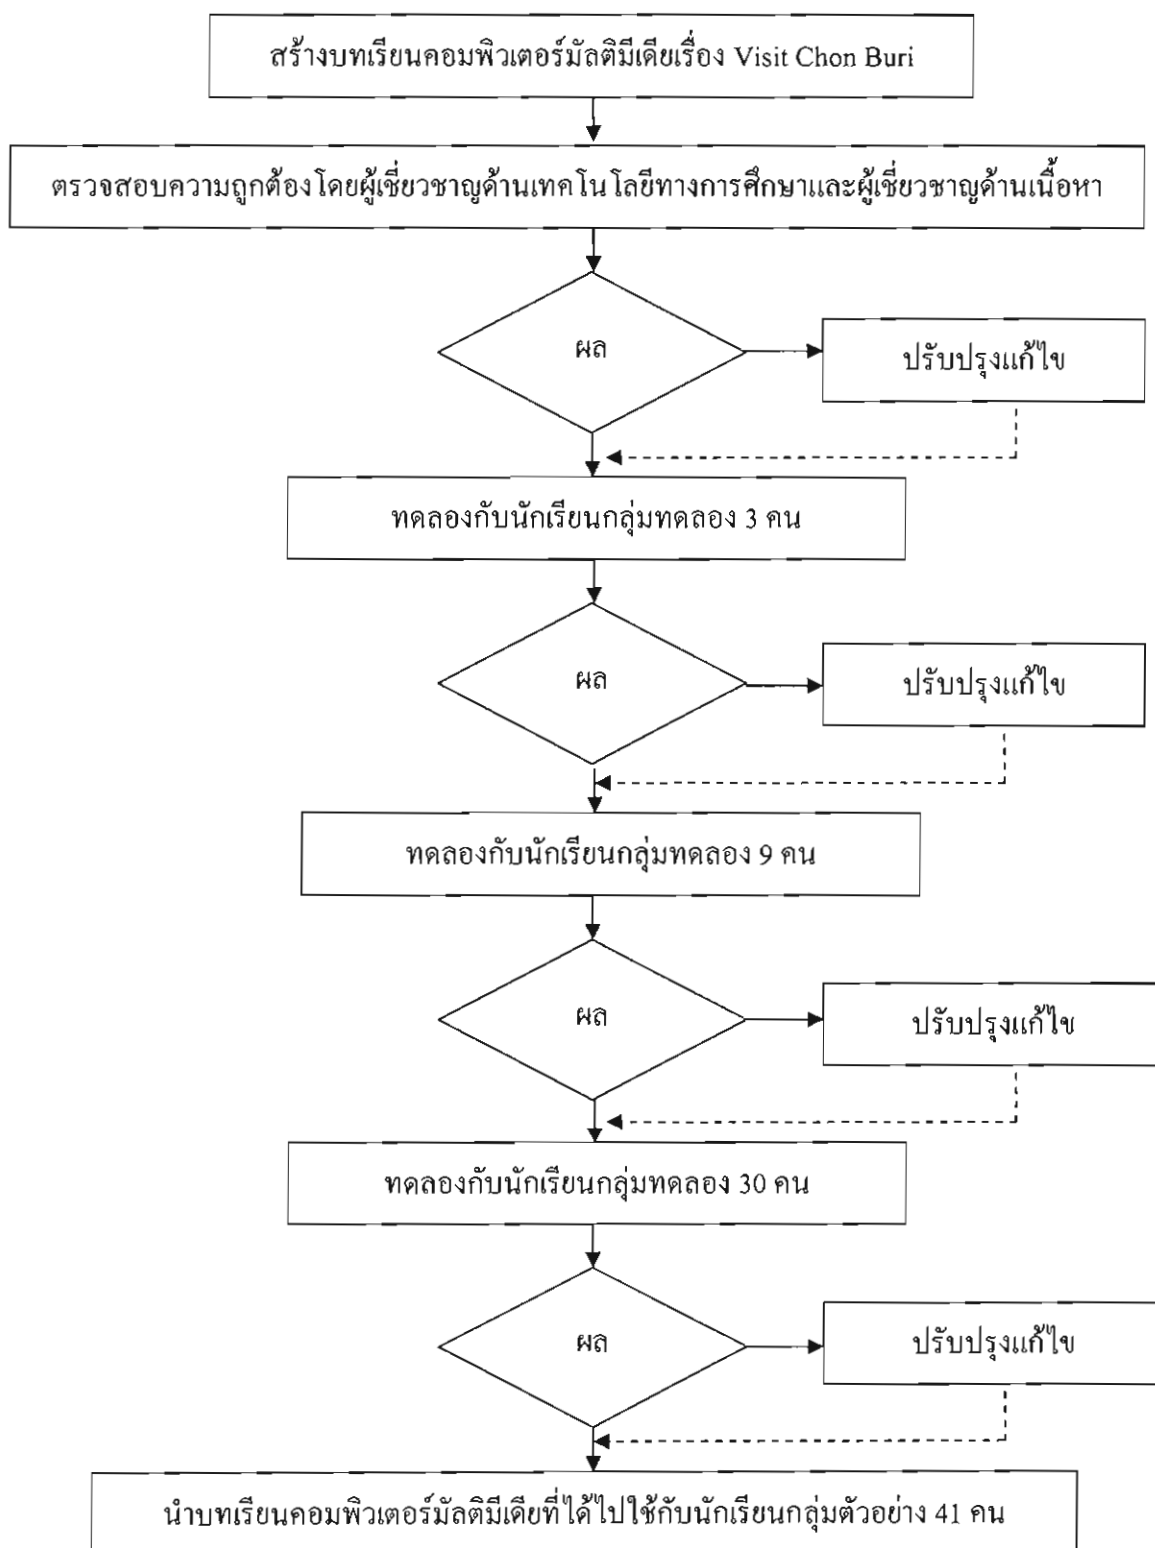 สร้างบทเรียนคอมพิวเตอร์มัลติมีเดียเรื่อง Visit Chon Buri
ตรวจสอบความถูกต้องโดยผู้เชี่ยวชาญด้านเทคโนโลยีทางการศึกษาและผู้เชี่ยวชาญด้านเนื้อหา
ผล
ปรับปรุงแก้ไข
ทดลองกับนักเรียนกลุ่มทดลอง 3 คน
ผล
ปรับปรุงแก้ไข
ทดลองกับนักเรียนกลุ่มทดลอง 9 คน
ผล
ปรับปรุงแก้ไข
ทดลองกับนักเรียนกลุ่มทดลอง 30 คน
ผล
ปรับปรุงแก้ไข
นำบทเรียนคอมพิวเตอร์มัลติมีเดียที่ได้ไปใช้กับนักเรียนกลุ่มตัวอย่าง 41 คน